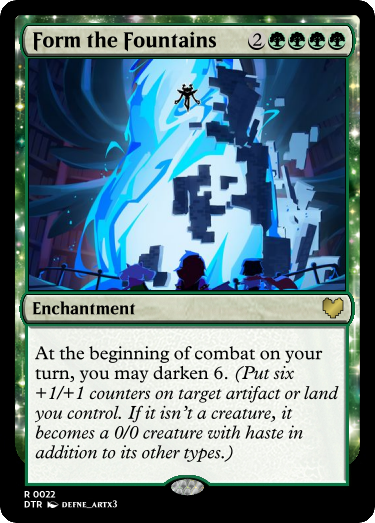 Form the Fountains 2
Enchantment
At the beginning of combat on your
turn, you may darken 6. (Put six
+1/+1 counters on target artifact or land
you control. If it isn't a creature, it
becomes a 0/0 creature with haste in
addition to its other types.)
R 0022
DTR DEFNE_ARTX3